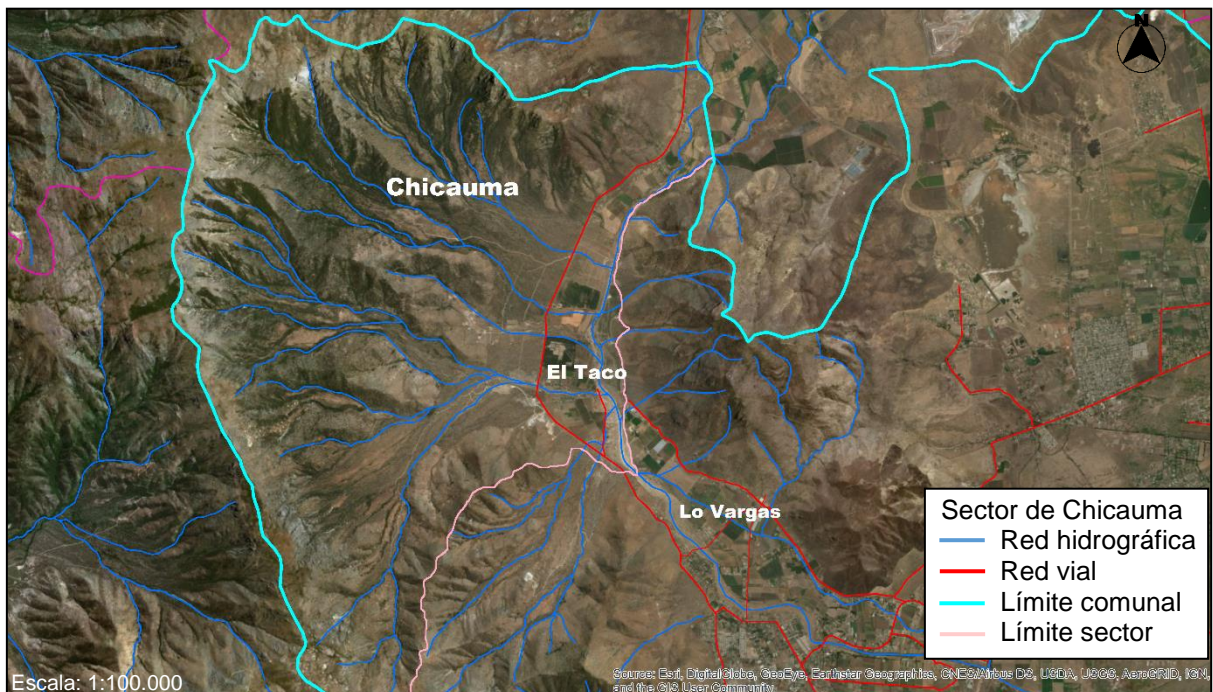 N
Chicauma
El Taco
Lo Vargas
Sector de Chicauma
Red hidrográfica
Red vial
Límite comunal
Límite sector
Escala: 1:100.000
Source: Esri, DigitalGlobe, GeoEye, Earthstar Geographics, CNES/Airbus DS, USDA, USGS, AeroGRID, IGN,
and the GIS User Community